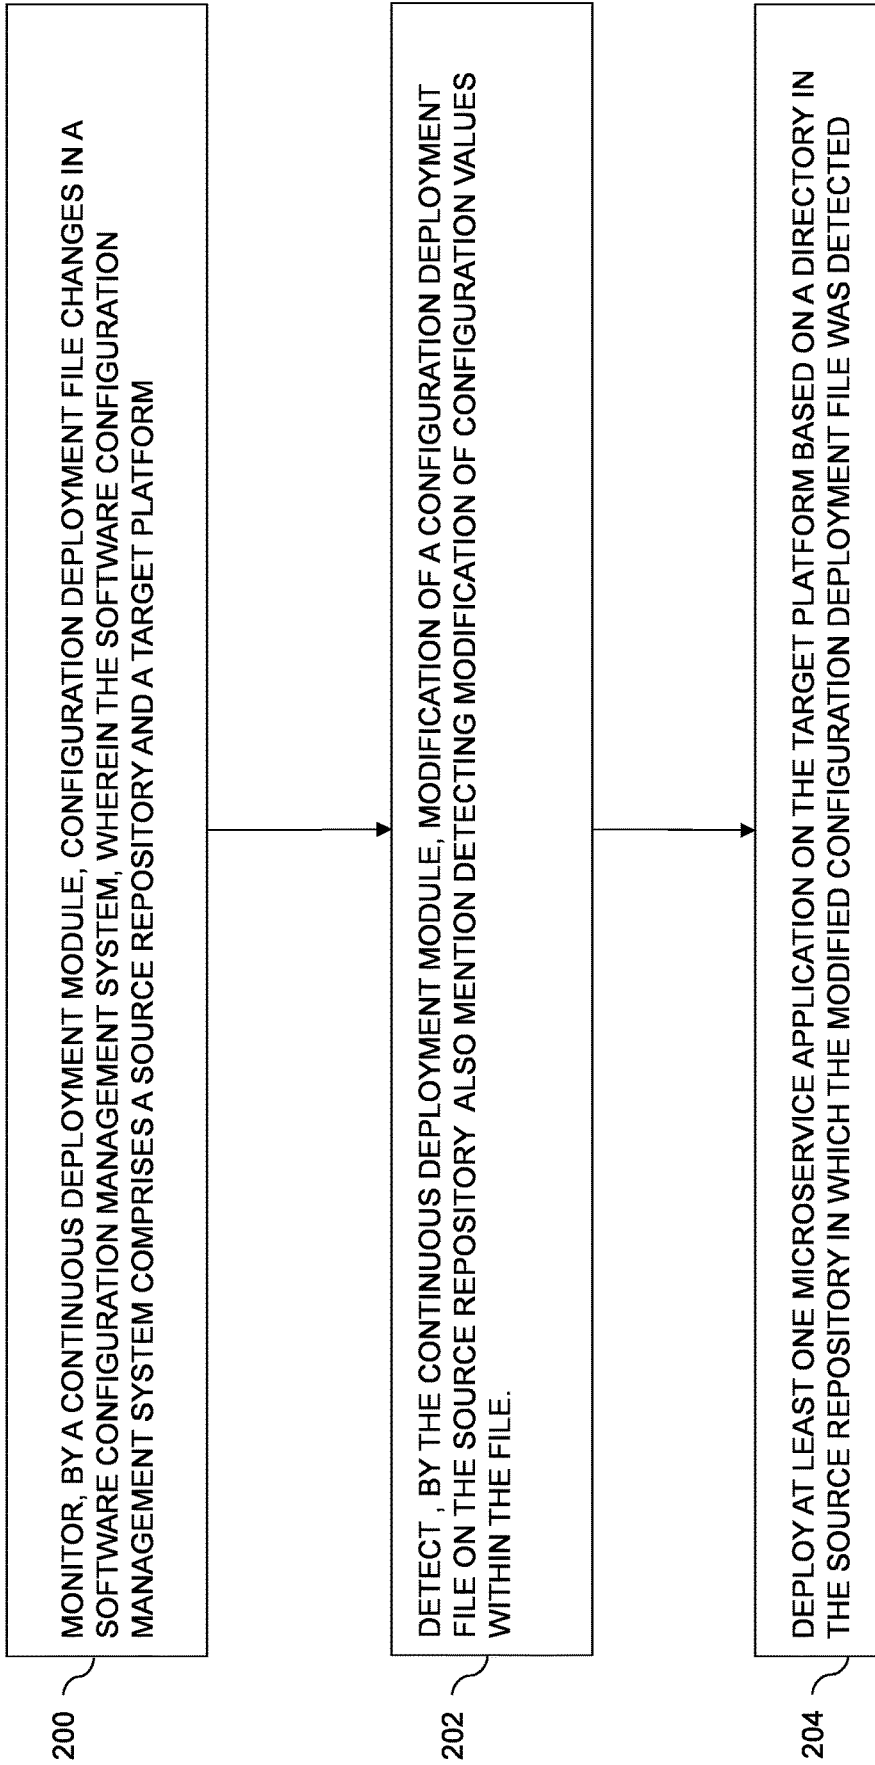 200
MONITOR, BY A CONTINUOUS DEPLOYMENT MODULE, CONFIGURATION DEPLOYMENT FILE CHANGES IN A
SOFTWARE CONFIGURATION MANAGEMENT SYSTEM, WHEREIN THE SOFTWARE CONFIGURATION
MANAGEMENT SYSTEM COMPRISES A SOURCE REPOSITORY AND A TARGET PLATFORM
202
DETECT , BY THE CONTINUOUS DEPLOYMENT MODULE, MODIFICATION OF A CONFIGURATION DEPLOYMENT
FILE ON THE SOURCE REPOSITORY ALSO MENTION DETECTING MODIFICATION OF CONFIGURATION VALUES
WITHIN THE FILE.
204
DEPLOY AT LEAST ONE MICROSERVICE APPLICATION ON THE TARGET PLATFORM BASED ON A DIRECTORY IN
THE SOURCE REPOSITORY IN WHICH THE MODIFIED CONFIGURATION DEPLOYMENT FILE WAS DETECTED